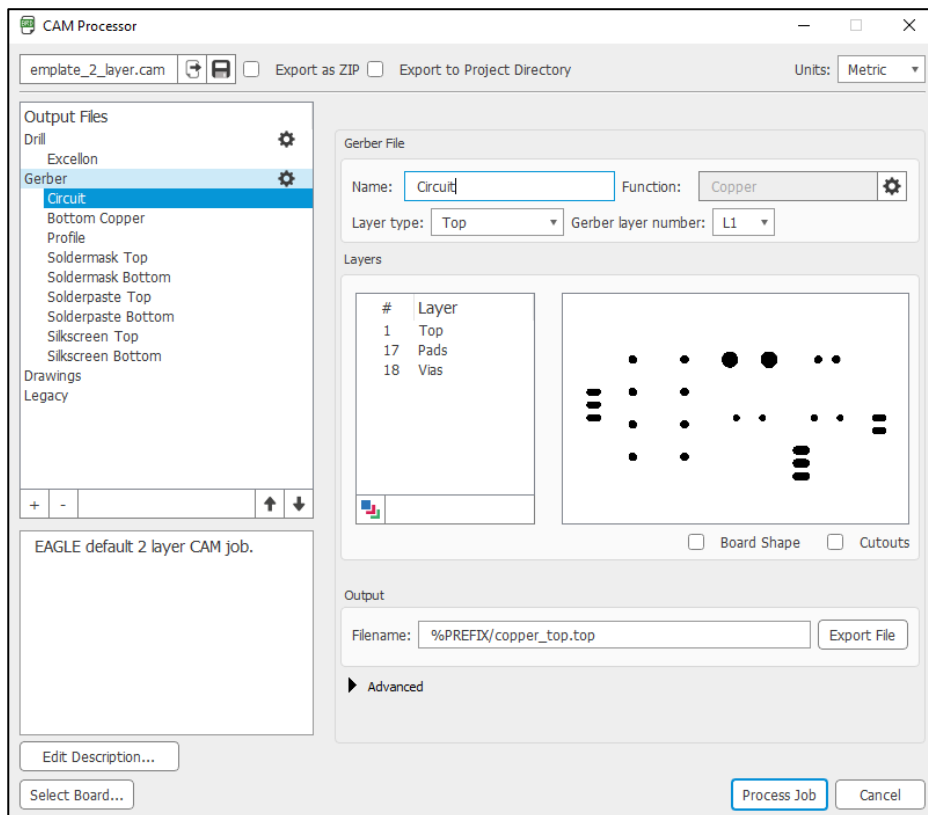 CAM Processor
emplate_2_layer.cam Export as ZIP Export to Project Directory Units: Metric
Output Files
Drill
Excellon
Gerber
Circuit
Bottom Copper
Profile
Soldermask Top
Soldermask Bottom
Solderpaste Top
Solderpaste Bottom
Silkscreen Top
Silkscreen Bottom
Drawings
Legacy
+ -
EAGLE default 2 layer CAM job.
Edit Description...
Select Board...
Gerber File
Name: Circuit Function: Copper
Layer type: Top Gerber layer number: L1
Layers
# Layer
1 Top
17 Pads
18 Vias
Board Shape Cutouts
Output
Filename: %PREFIX/copper_top.top Export File
Advanced
Process Job Cancel